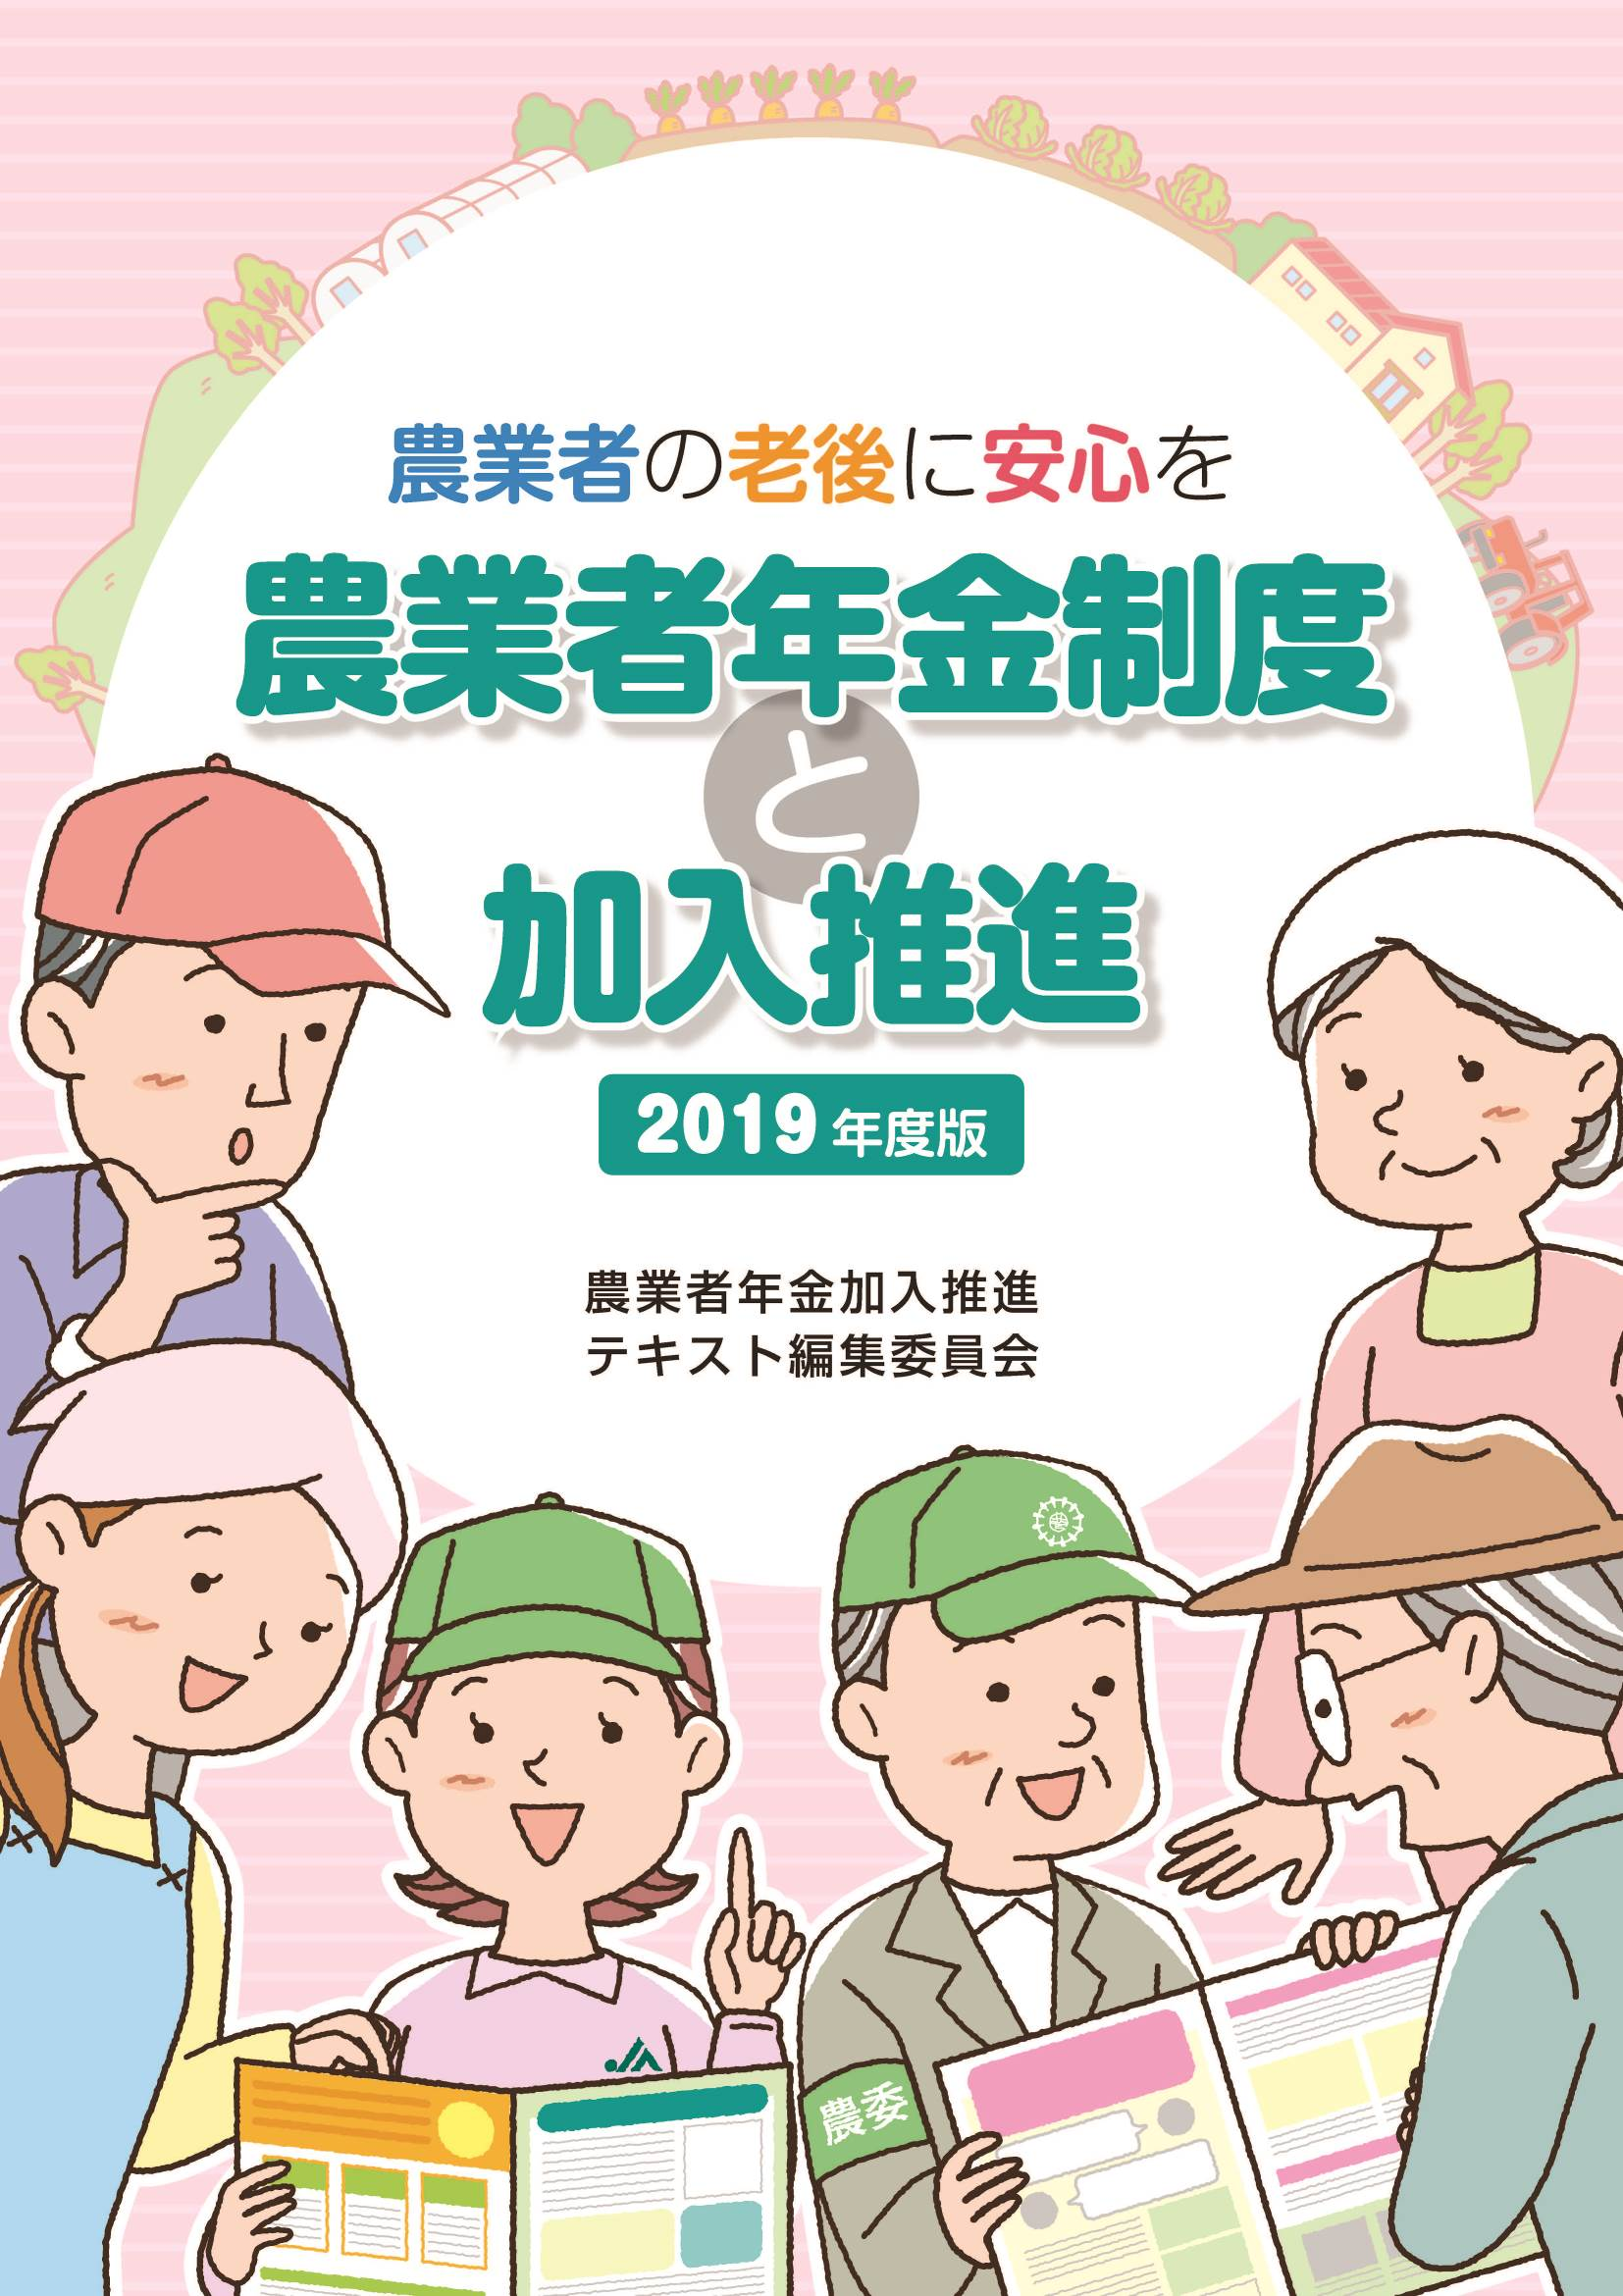 農業者の老後に安心を
農業者年金制度
と
加入推進
2019年度版
農業者年金加入推進
テキスト編集委員会
JA
農委